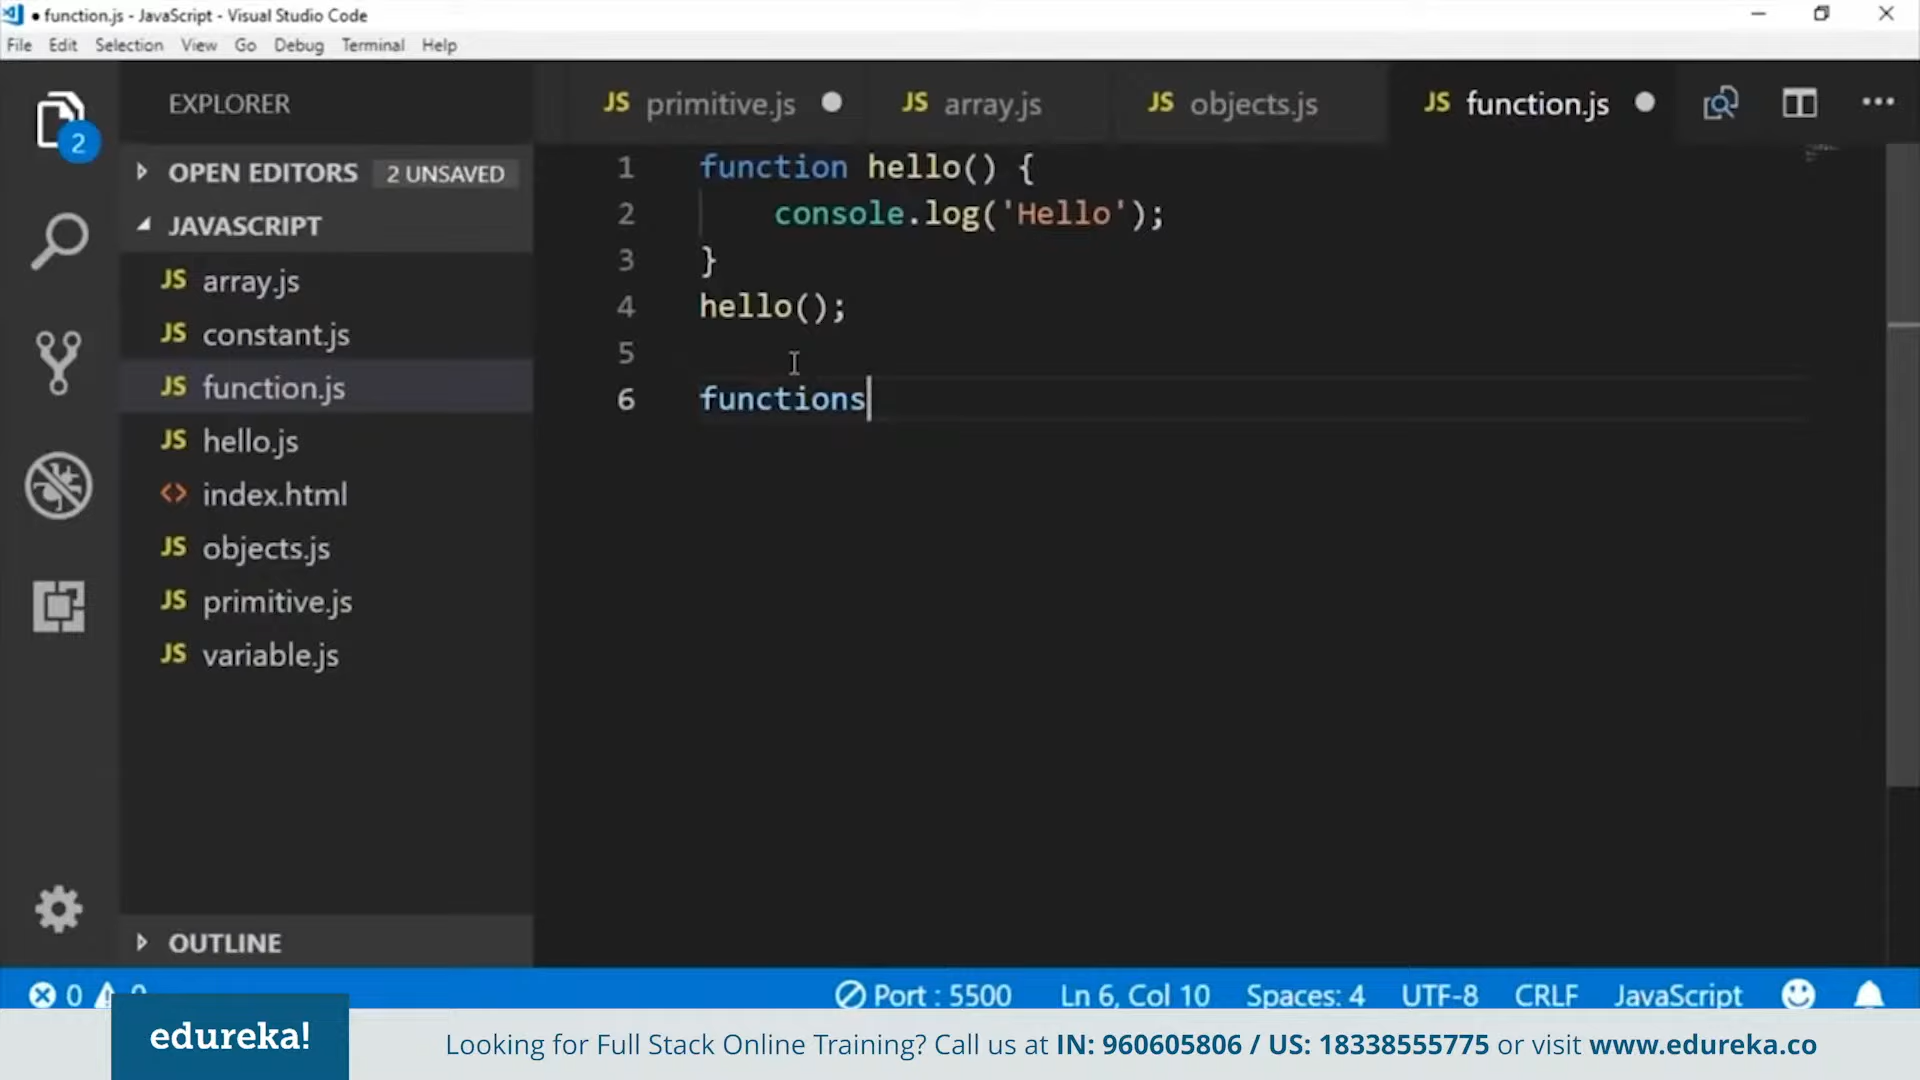 function.js - JavaScript - Visual Studio Code
File Edit Selection View Go Debug Terminal Help
2
EXPLORER
OPEN EDITORS 2 UNSAVED
JAVASCRIPT
JS array.js
JS constant.js
JS function.js
JS hello.js
<> index.html
JS objects.js
JS primitive.js
JS variable.js
OUTLINE
JS primitive.js JS array.js JS objects.js JS function.js
1 function hello() {
2 console.log('Hello');
3 }
4 hello();
5
6 functions
0 Port : 5500 Ln 6, Col 10 Spaces: 4 UTF-8 CRLF JavaScript
edureka!
Looking for Full Stack Online Training? Call us at IN: 960605806 / US: 18338555775 or visit www.edureka.co